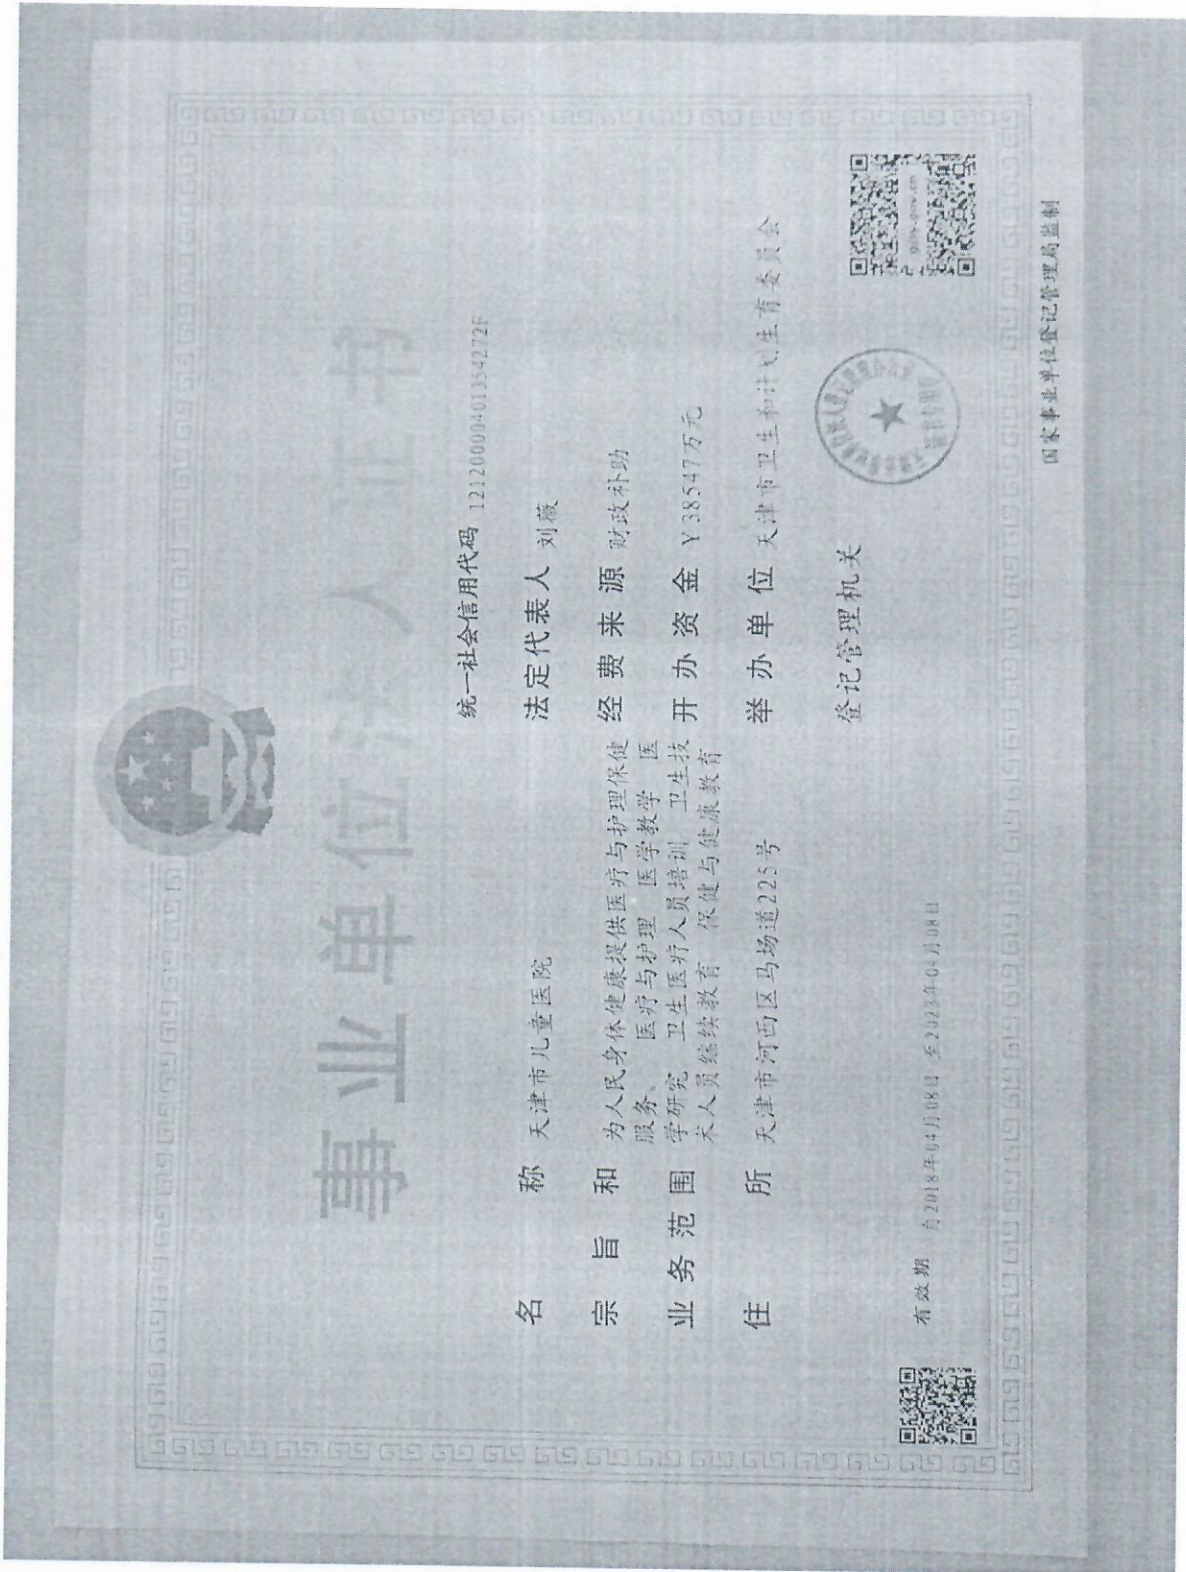 事业单位法人证书
统一社会信用代码 12120000401354272F
名称 天津市儿童医院
法定代表人 刘薇
宗旨和业务范围
为人民身体健康提供医疗与护理保健
服务。 医疗与护理 医学教学 医
学研究 卫生医疗人员培训 卫生技
术人员继续教育 保健与健康教育
经费来源 财政补助
开办资金 ￥38547万元
住所 天津市河西区马场道225号
举办单位 天津市卫生和计划生育委员会
登记管理机关
有效期 自2018年04月08日 至2023年04月08日
国家事业单位登记管理局监制